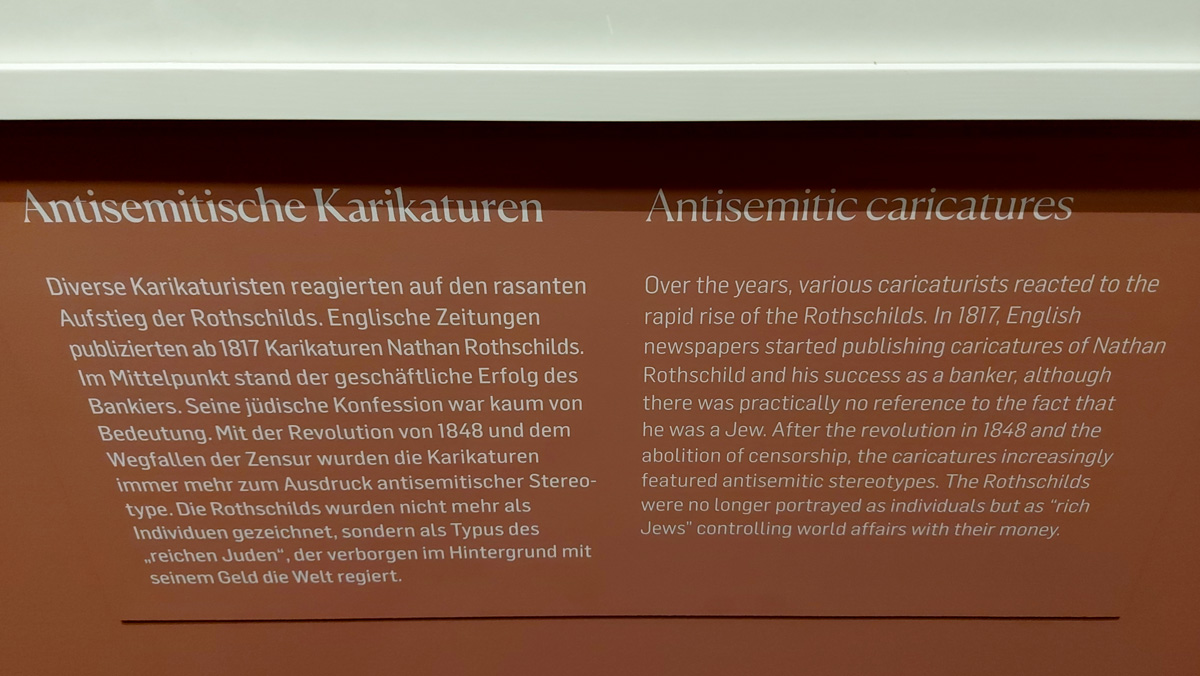 Antisemitische Karikaturen
Diverse Karikaturisten reagierten auf den rasanten
Aufstieg der Rothschilds. Englische Zeitungen
publizierten ab 1817 Karikaturen Nathan Rothschilds.
Im Mittelpunkt stand der geschäftliche Erfolg des
Bankiers. Seine jüdische Konfession war kaum von
Bedeutung. Mit der Revolution von 1848 und dem
Wegfallen der Zensur wurden die Karikaturen
immer mehr zum Ausdruck antisemitischer Stereo-
type. Die Rothschilds wurden nicht mehr als
Individuen gezeichnet, sondern als Typus des
„reichen Juden“, der verborgen im Hintergrund mit
seinem Geld die Welt regiert.
Antisemitic caricatures
Over the years, various caricaturists reacted to the
rapid rise of the Rothschilds. In 1817, English
newspapers started publishing caricatures of Nathan
Rothschild and his success as a banker, although
there was practically no reference to the fact that
he was a Jew. After the revolution in 1848 and the
abolition of censorship, the caricatures increasingly
featured antisemitic stereotypes. The Rothschilds
were no longer portrayed as individuals but as “rich
Jews” controlling world affairs with their money.